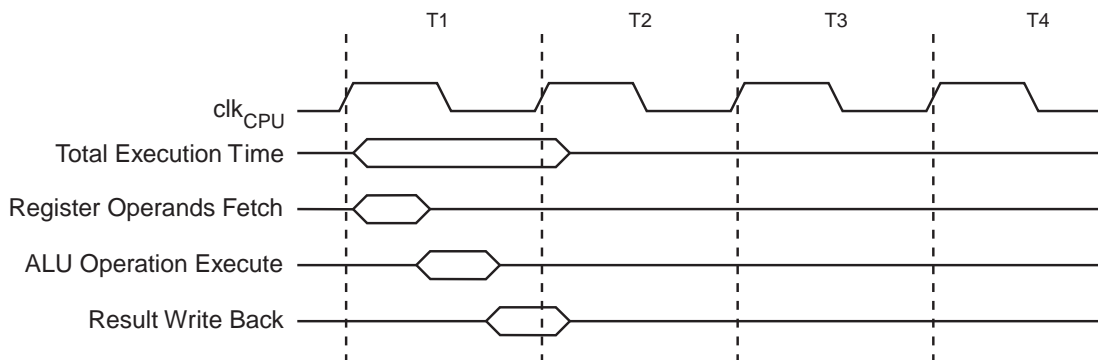 T1 T2 T3 T4
clkCPU
Total Execution Time
Register Operands Fetch
ALU Operation Execute
Result Write Back